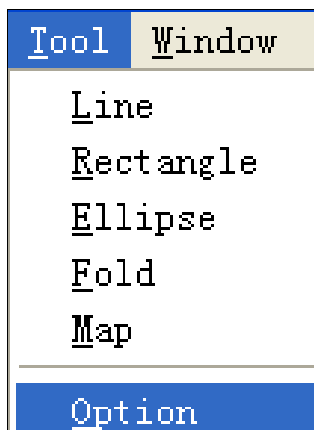 Tool Window
Line
Rectangle
Ellipse
Fold
Map
Option